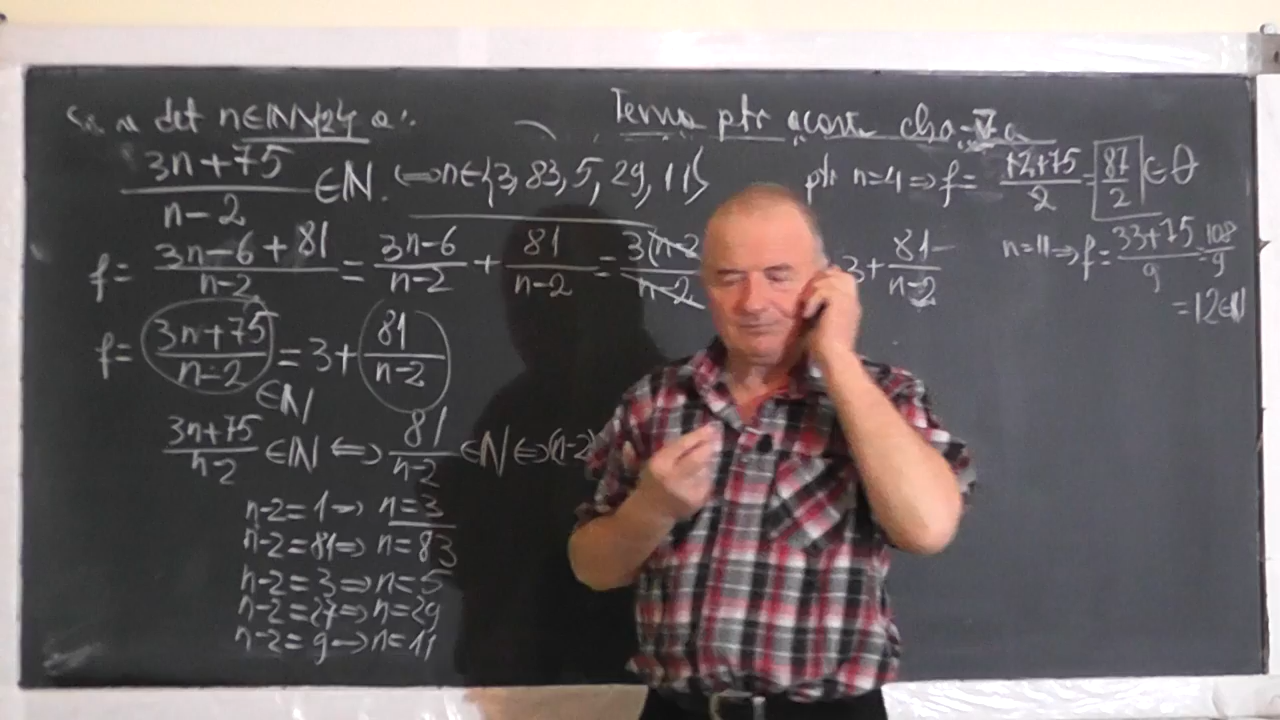 det n∈ℕ\{2} a.
Tema ptr acasa cls. V a
(3n+75)/(n-2) ∈ℕ. ⟺ n∈{3, 83, 5, 29, 11}
ptr n=4 ⇒ f= (12+75)/2 = 87/2 ∈
f= (3n-6+81)/(n-2) = (3n-6)/(n-2) + 81/(n-2) = 3(n-2 / n-2 3+ 81/(n-2)
n=11 ⇒ f= (33+75)/9 = 108/9
=12∈ℕ
f= (3n+75)/(n-2) = 3+ 81/(n-2)
∈ℕ
(3n+75)/(n-2) ∈ℕ ⟺ 81/(n-2) ∈ℕ ⟺ (n-2)
n-2=1 ⇒ n=3
n-2=81 ⇒ n=83
n-2=3 ⇒ n=5
n-2=27 ⇒ n=29
n-2=9 ⇒ n=11